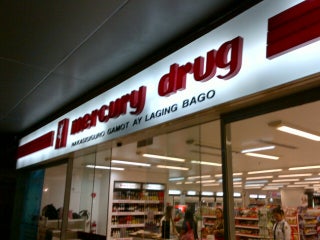 mercury drug
NAKASISIGURO GAMOT AY LAGING BAGO